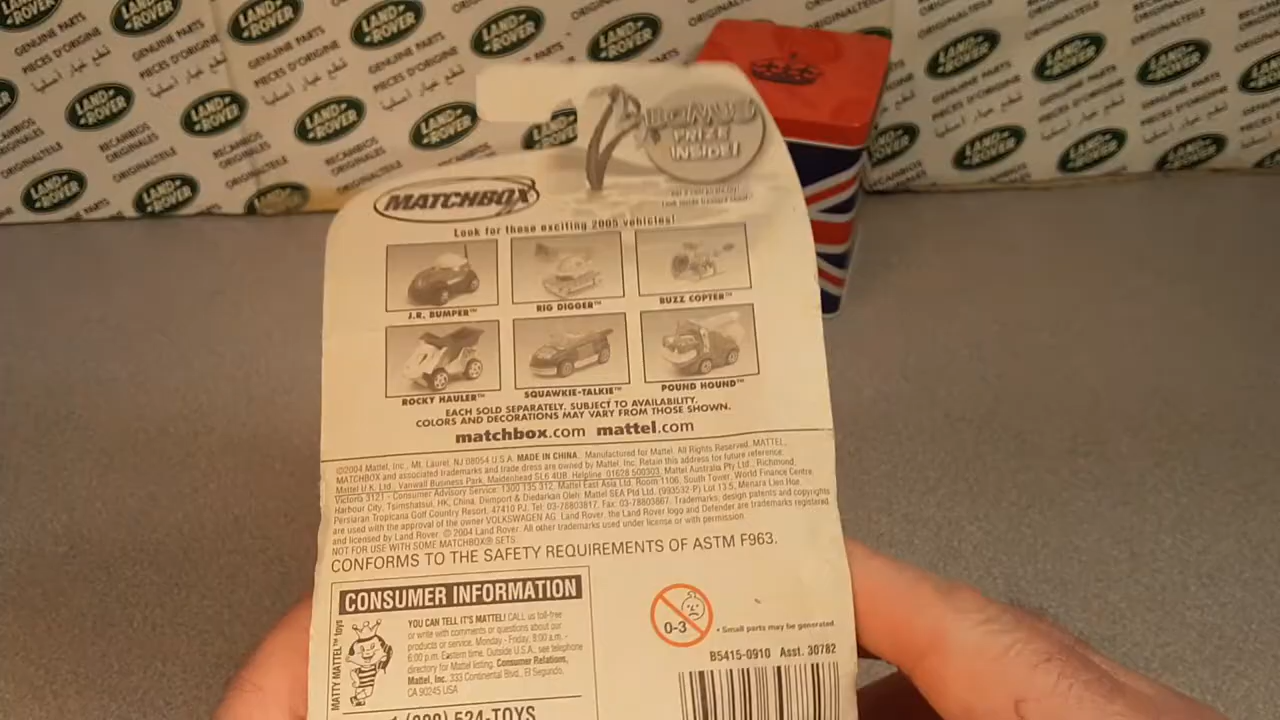 LAND ROVER
GENUINE PARTS
PIECES D'ORIGINE
RECAMBIOS ORIGINALES
ORIGINALTEILE
PRIZE
INSIDE!
MATCHBOX
Look for these exciting 2005 vehicles!
J.R. BUMPER™ RIG DIGGER™ BUZZ COPTER™
ROCKY HAULER™ SQUAWKIE-TALKIE™ POUND HOUND™
EACH SOLD SEPARATELY. SUBJECT TO AVAILABILITY.
COLORS AND DECORATIONS MAY VARY FROM THOSE SHOWN.
matchbox.com mattel.com
©2004 Mattel, Inc., Mt. Laurel, NJ 08054 U.S.A. MADE IN CHINA. Manufactured for Mattel. All Rights Reserved. MATTEL,
MATCHBOX and associated trademarks and trade dress are owned by Mattel, Inc. Retain this address for future reference:
Mattel U.K. Ltd., Vanwall Business Park, Maidenhead SL6 4UB. Helpline: 01628 500303. Mattel Australia Pty. Ltd., Richmond,
Victoria 3121 - Consumer Advisory Service: 1300 135 312. Mattel East Asia Ltd, Room 1106, South Tower, World Finance Centre,
Harbour City, Tsimshatsui, HK, China. Diimport & Diedarkan Oleh: Mattel SEA Ptd Ltd. (993532-P) Lot 13.5, Menara Lien Hoe,
Persiaran Tropicana Golf Country Resort, 47410 PJ. Tel: 03-78803817. Fax: 03-78803867. Trademarks, design patents and copyrights
are used with the approval of the owner VOLKSWAGEN AG. Land Rover, the Land Rover logo and Defender are trademarks registered
and licensed by Land Rover. © 2004 Land Rover. All other trademarks used under license or with permission.
NOT FOR USE WITH SOME MATCHBOX® SETS.
CONFORMS TO THE SAFETY REQUIREMENTS OF ASTM F963.
CONSUMER INFORMATION
MATTY MATTEL™ toys
YOU CAN TELL IT'S MATTEL! CALL us toll-free
or write with comments or questions about our
products or service, Monday - Friday, 8:00 a.m. -
6:00 p.m. Eastern time. Outside U.S.A., see telephone
directory for Mattel listing. Consumer Relations,
Mattel, Inc. 333 Continental Blvd., El Segundo,
CA 90245 USA
524-TOYS
0-3
• Small parts may be generated.
B5415-0910 Asst. 30782